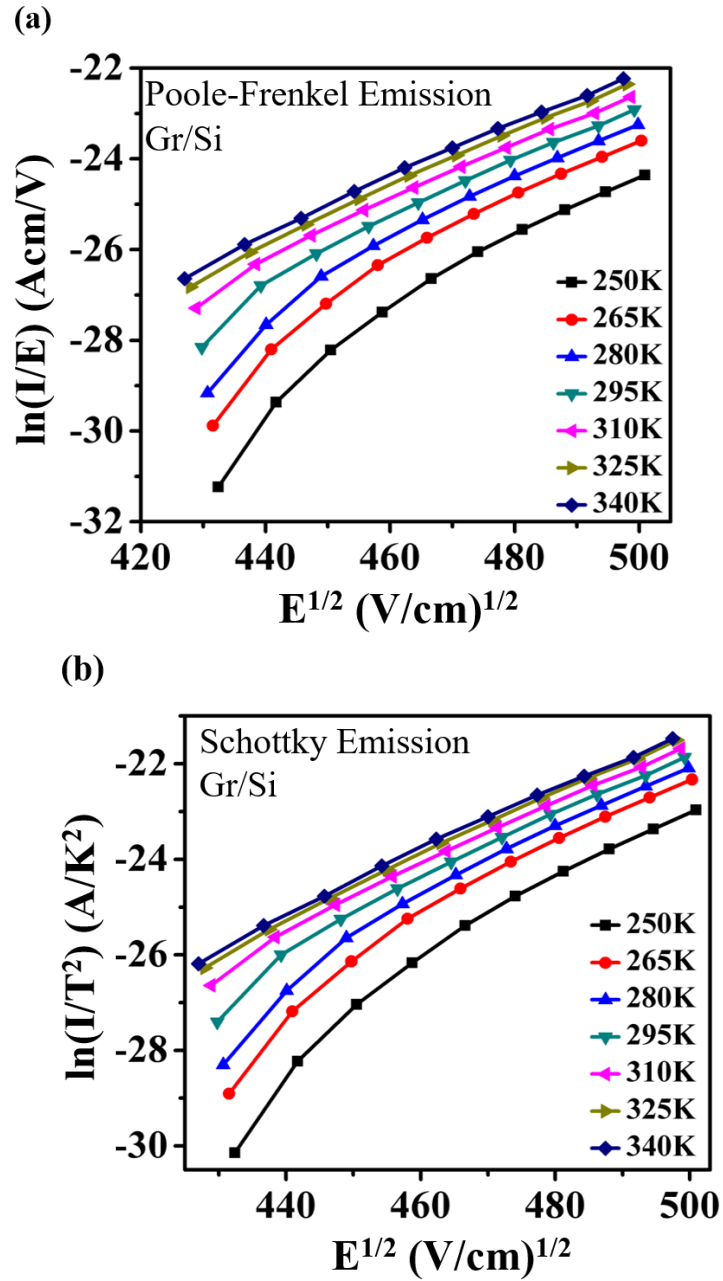 (a)
-22
Poole-Frenkel Emission
Gr/Si
-24
-26
-28
-30
-32
ln(I/E) (Acm/V)
250K
265K
280K
295K
310K
325K
340K
420 440 460 480 500
E^1/2 (V/cm)^1/2
(b)
Schottky Emission
Gr/Si
-22
-24
-26
-28
-30
ln(I/T²) (A/K²)
250K
265K
280K
295K
310K
325K
340K
440 460 480 500
E^1/2 (V/cm)^1/2